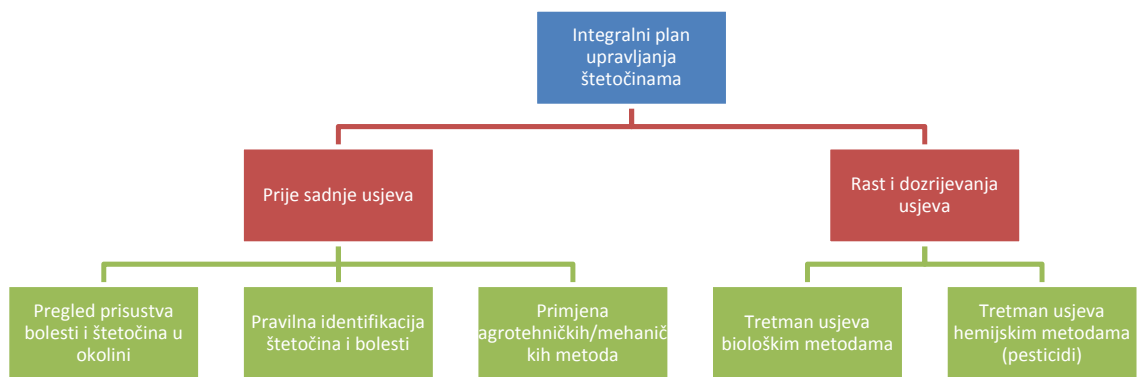 Integralni plan
upravljanja
štetočinama
Prije sadnje usjeva
Rast i dozrijevanja
usjeva
Pregled prisustva
bolesti i štetočina u
okolini
Pravilna identifikacija
štetočina i bolesti
Primjena
agrotehničkih/mehanič
kih metoda
Tretman usjeva
biološkim metodama
Tretman usjeva
hemijskim metodama
(pesticidi)